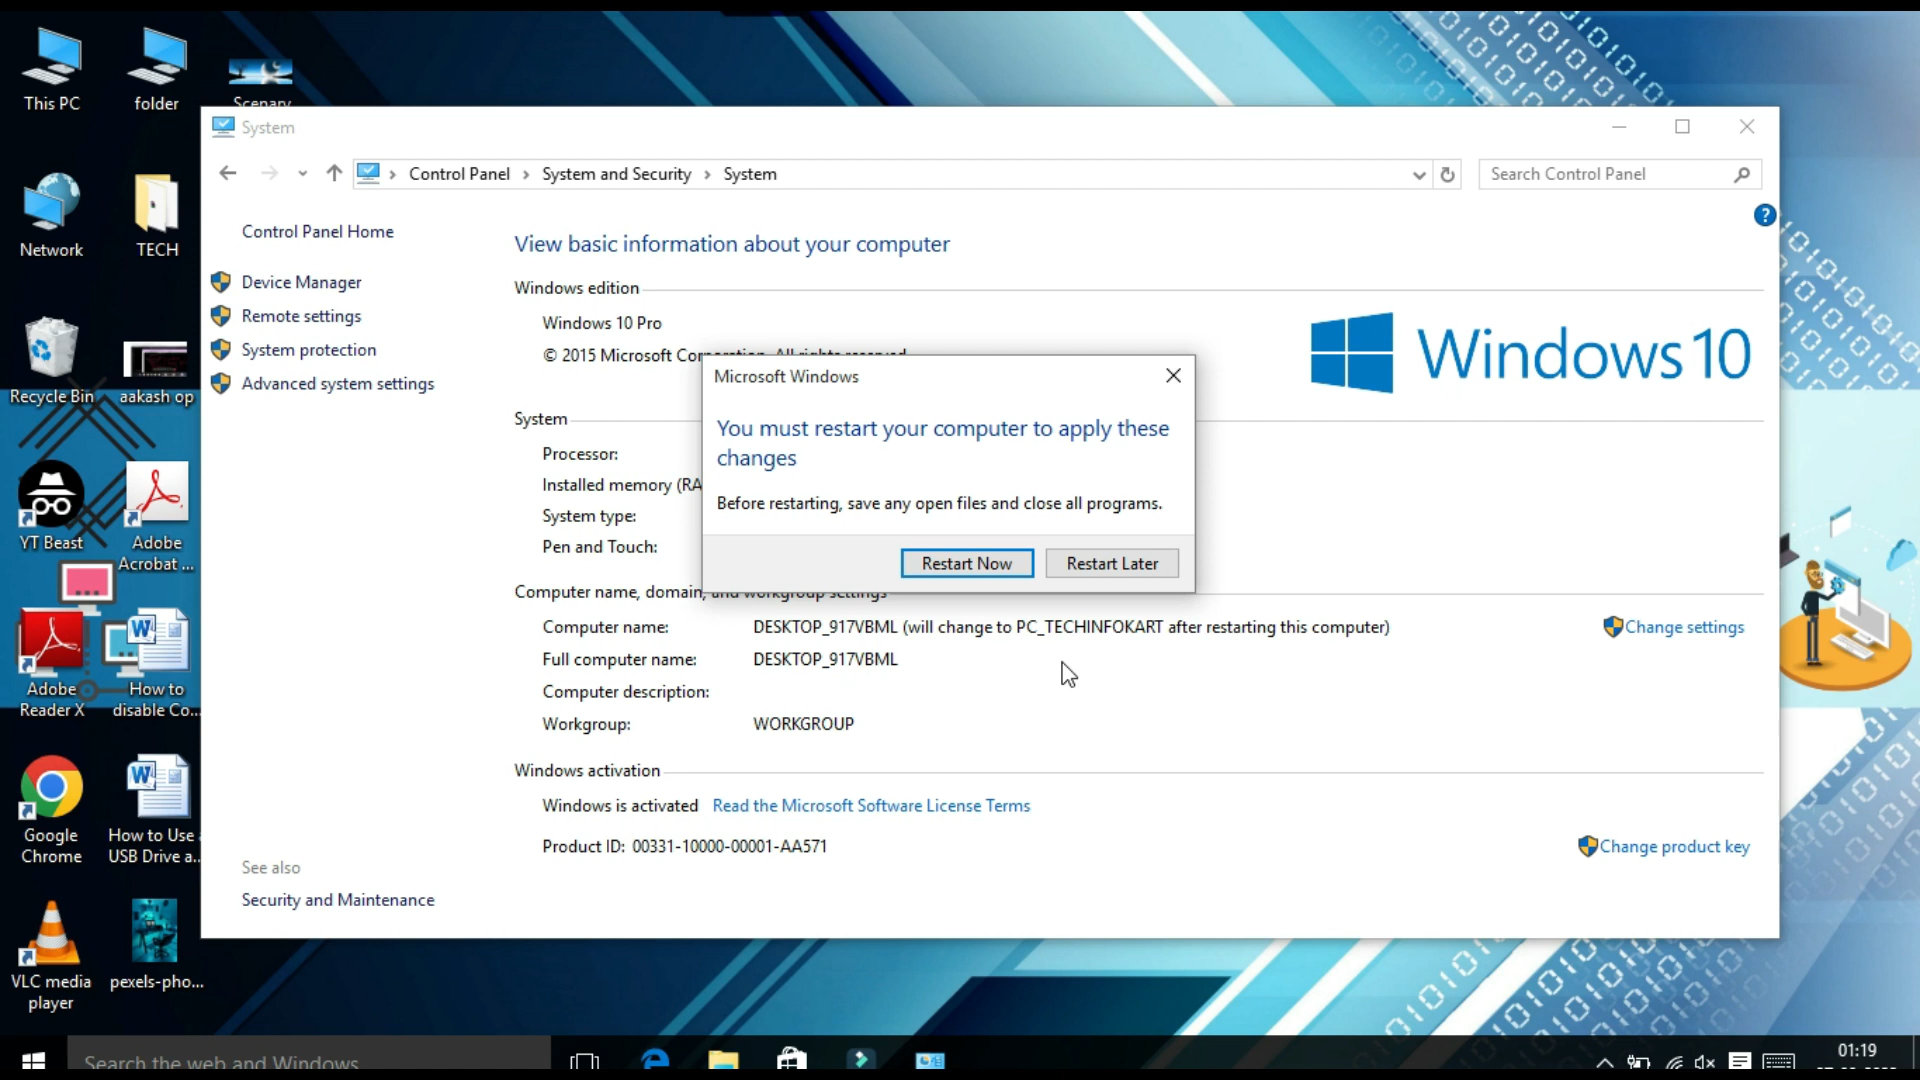 This PC
folder
Scenary
Network
TECH
Recycle Bin
aakash op
YT Beast
Adobe
Acrobat ...
Adobe
Reader X
How to
disable Co...
Google
Chrome
How to Use
USB Drive a...
VLC media
player
pexels-pho...
System
Control Panel
System and Security
System
Search Control Panel
Control Panel Home
Device Manager
Remote settings
System protection
Advanced system settings
See also
Security and Maintenance
View basic information about your computer
Windows edition
Windows 10 Pro
© 2015 Microsoft Corporation. All rights reserved.
Windows 10
System
Processor:
Installed memory (RA
System type:
Pen and Touch:
Microsoft Windows
You must restart your computer to apply these
changes
Before restarting, save any open files and close all programs.
Restart Now
Restart Later
Computer name, domain, and workgroup settings
Computer name: DESKTOP_917VBML (will change to PC_TECHINFOKART after restarting this computer)
Change settings
Full computer name: DESKTOP_917VBML
Computer description:
Workgroup: WORKGROUP
Windows activation
Windows is activated Read the Microsoft Software License Terms
Product ID: 00331-10000-00001-AA571
Change product key
Search the web and Windows
01:19